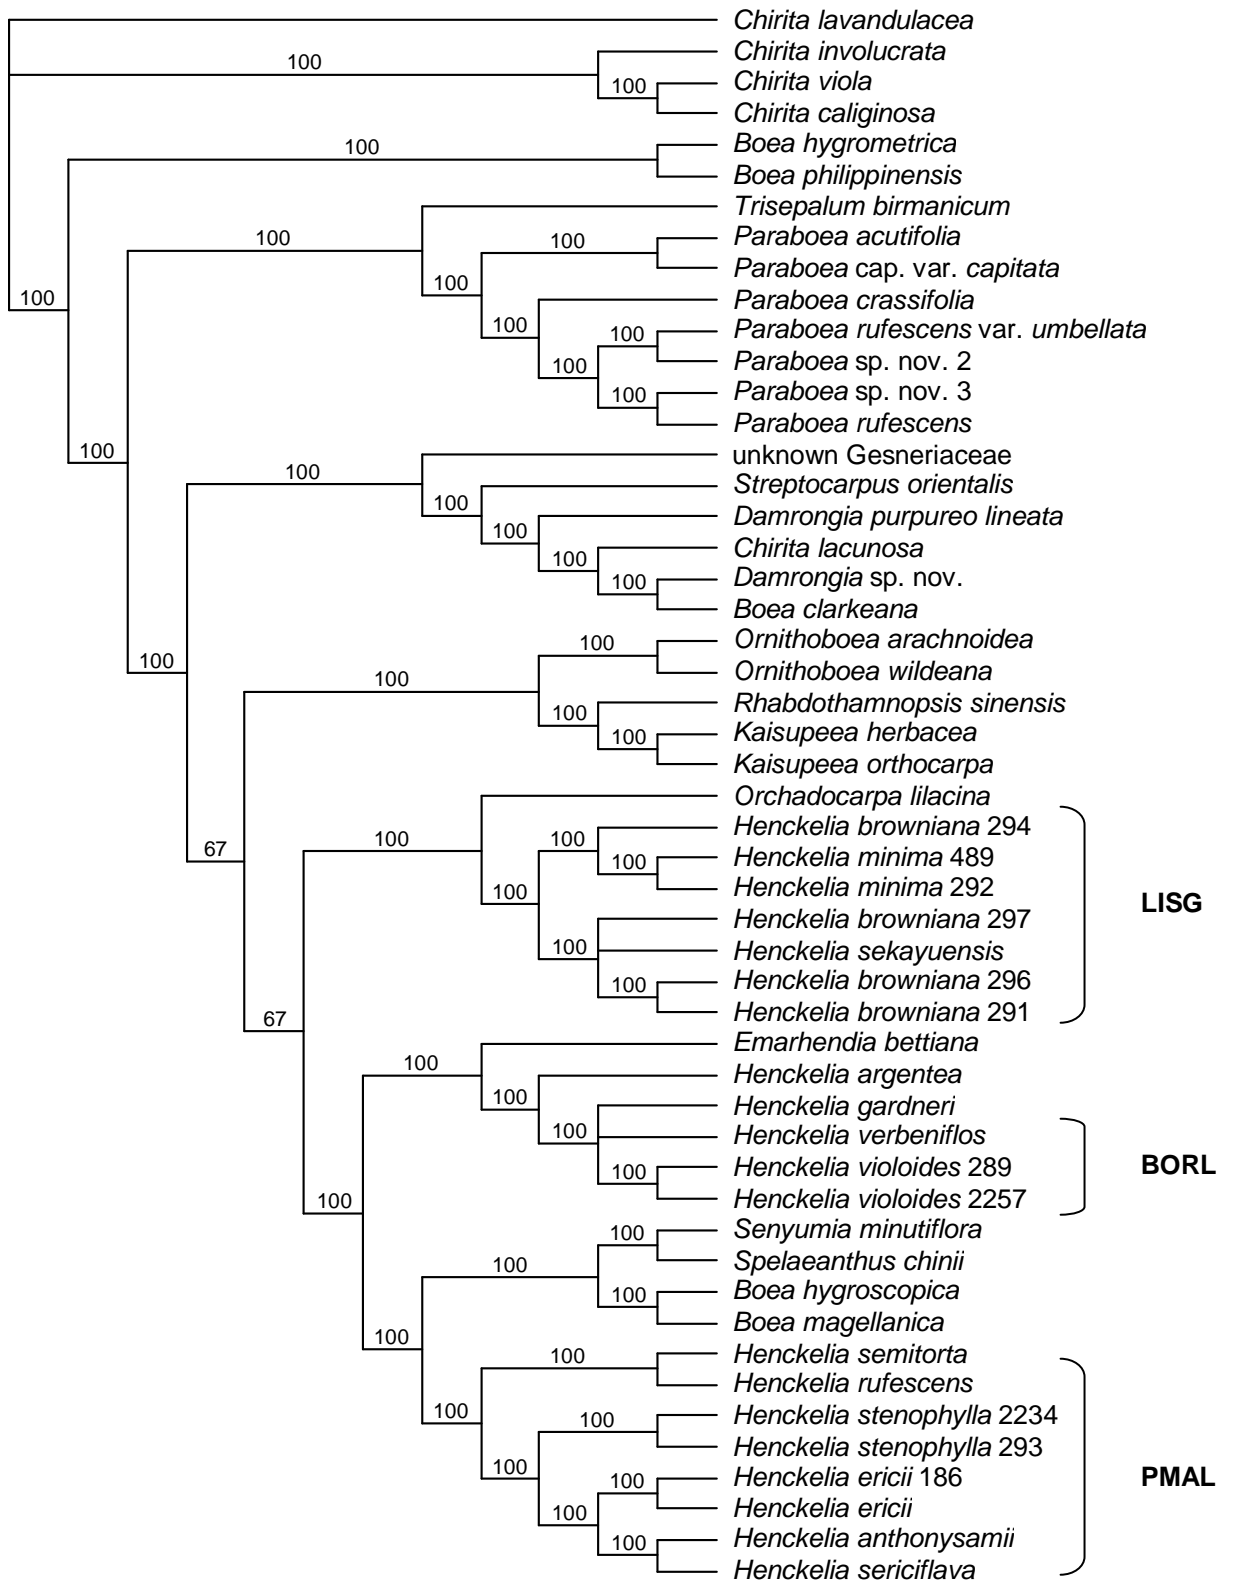 Chirita lavandulacea
Chirita involucrata
100
Chirita viola
100
Chirita caliginosa
Boea hygrometrica
100
Boea philippinensis
Trisepalum birmanicum
100
Paraboea acutifolia
100
Paraboea cap. var. capitata
100
100
Paraboea crassifolia
100
Paraboea rufescens var. umbellata
100
Paraboea sp. nov. 2
100
Paraboea sp. nov. 3
100
Paraboea rufescens
100
unknown Gesneriaceae
100
Streptocarpus orientalis
100
Damrongia purpureo lineata
100
Chirita lacunosa
100
Damrongia sp. nov.
100
Boea clarkeana
Ornithoboea arachnoidea
100
100
Ornithoboea wildeana
100
Rhabdothamnopsis sinensis
100
Kaisupeea herbacea
100
Kaisupeea orthocarpa
Orchadocarpa lilacina
Henckelia browniana 294
67
100
100
Henckelia minima 489
100
Henckelia minima 292
100
LISG
Henckelia browniana 297
100
Henckelia sekayuensis
Henckelia browniana 296
100
Henckelia browniana 291
67
Emarhendia bettiana
100
Henckelia argentea
100
Henckelia gardneri
100
Henckelia verbeniflos
BORL
Henckelia violoides 289
100
Henckelia violoides 2257
100
Senyumia minutiflora
100
Spelaeanthus chinii
100
Boea hygroscopica
100
Boea magellanica
100
Henckelia semitorta
100
Henckelia rufescens
100
Henckelia stenophylla 2234
100
Henckelia stenophylla 293
100
Henckelia ericii 186
100
PMAL
Henckelia ericii
100
Henckelia anthonysamii
100
Henckelia sericiflava